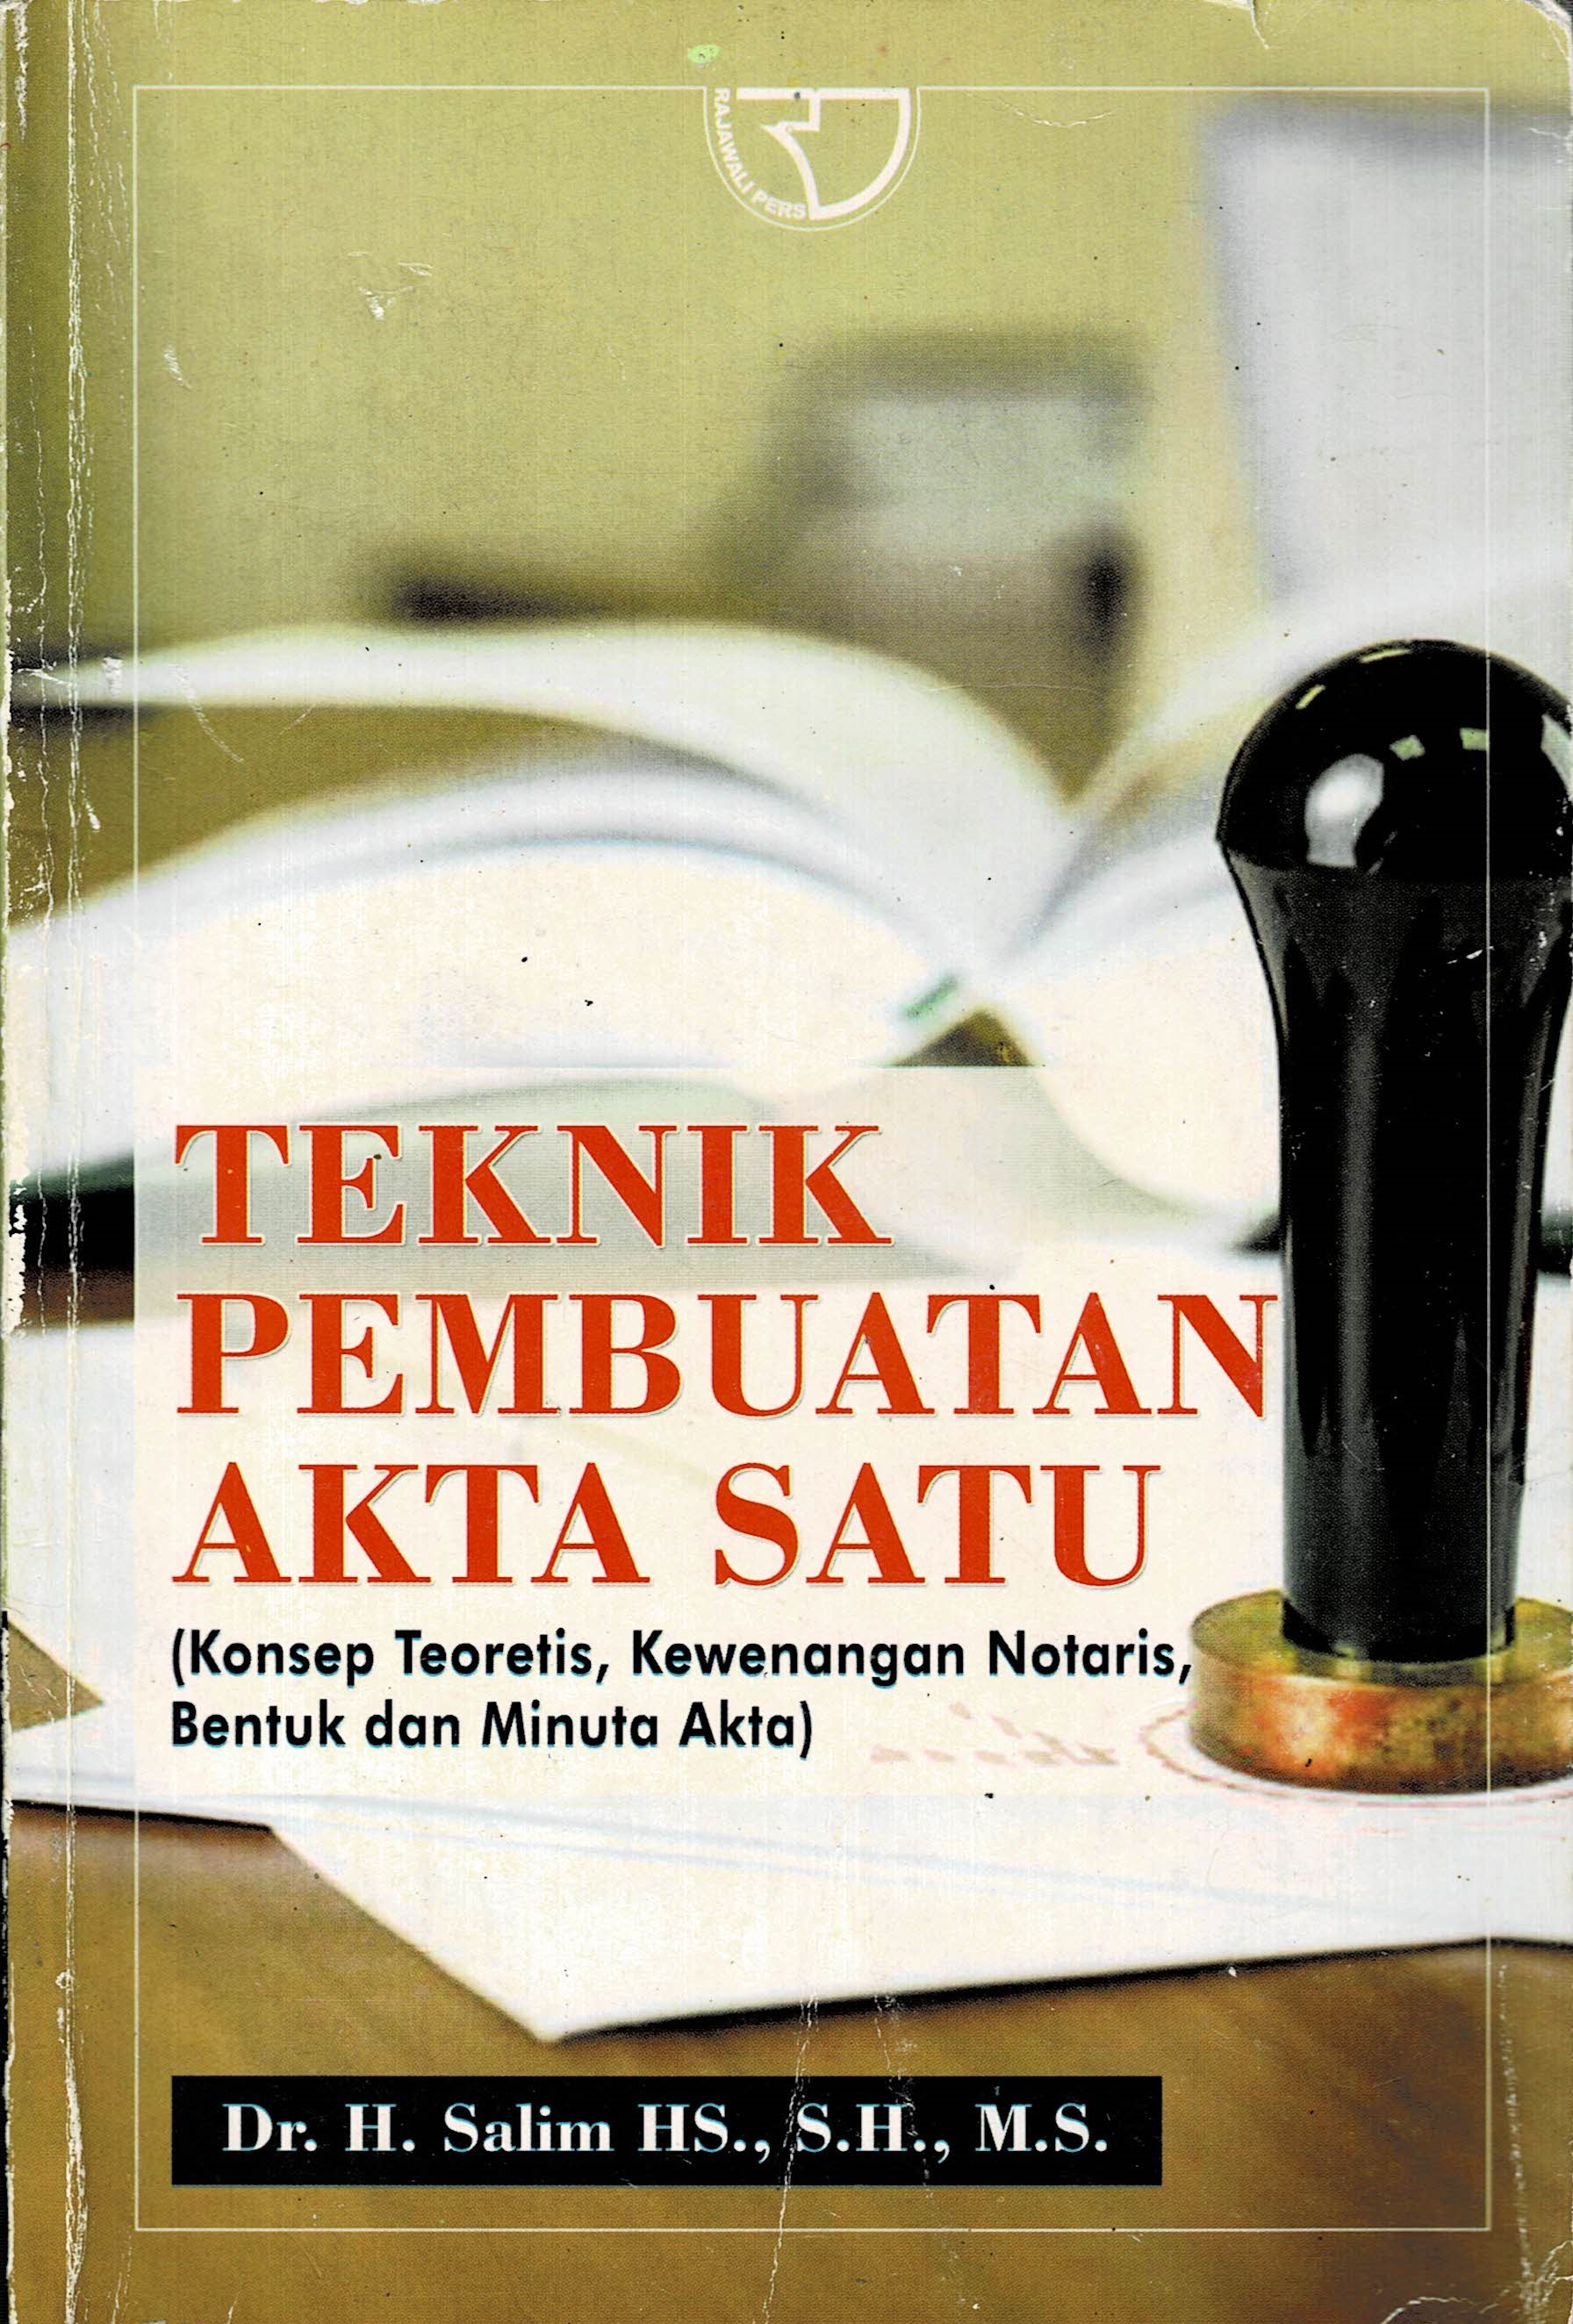 RAJAWALI PERS
TEKNIK
PEMBUATAN
AKTA SATU
(Konsep Teoretis, Kewenangan Notaris,
Bentuk dan Minuta Akta)
Dr. H. Salim HS., S.H., M.S.